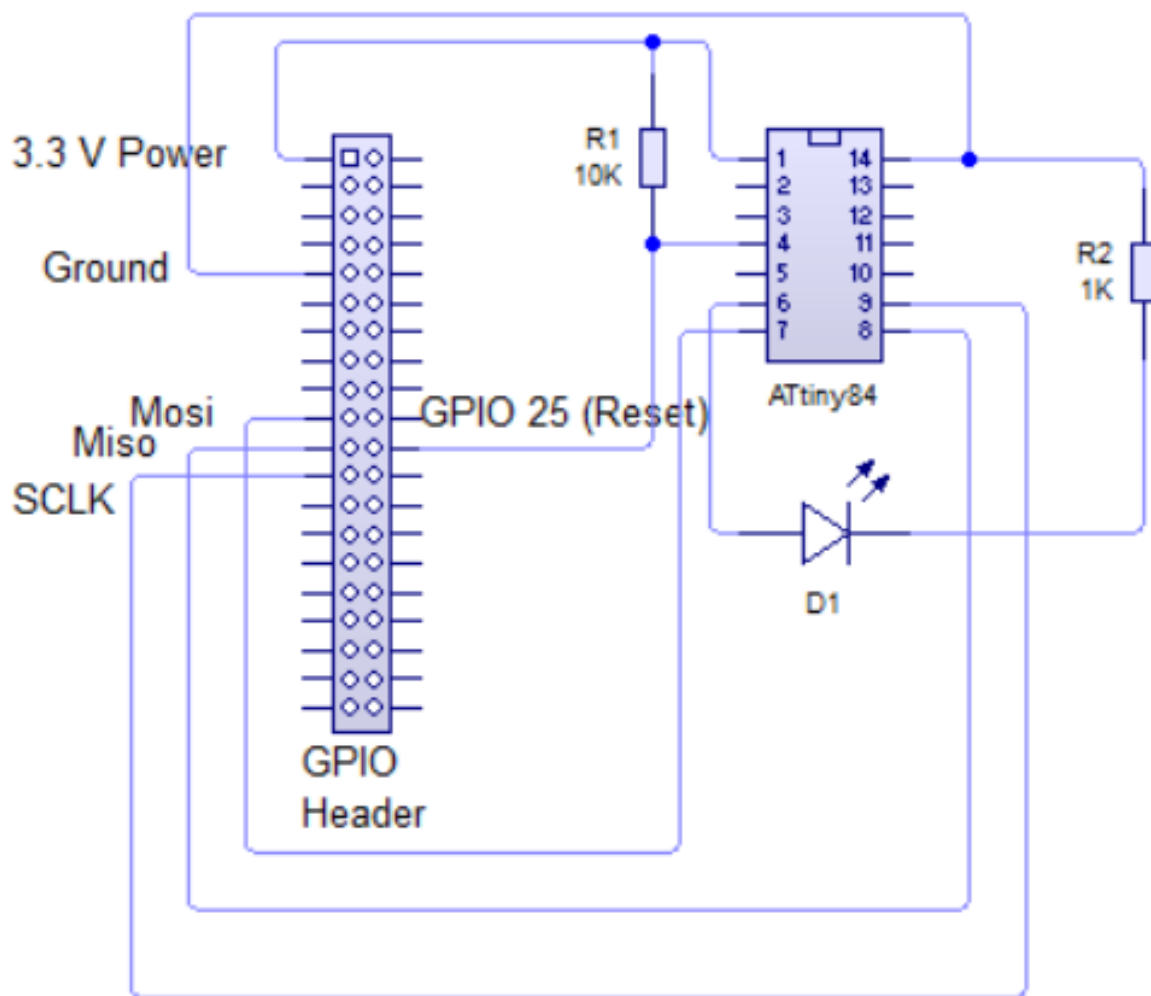 3.3 V Power
Ground
Mosi
Miso
SCLK
GPIO 25 (Reset)
GPIO
Header
R1
10K
1
2
3
4
5
6
7
14
13
12
11
10
9
8
ATtiny84
R2
1K
D1